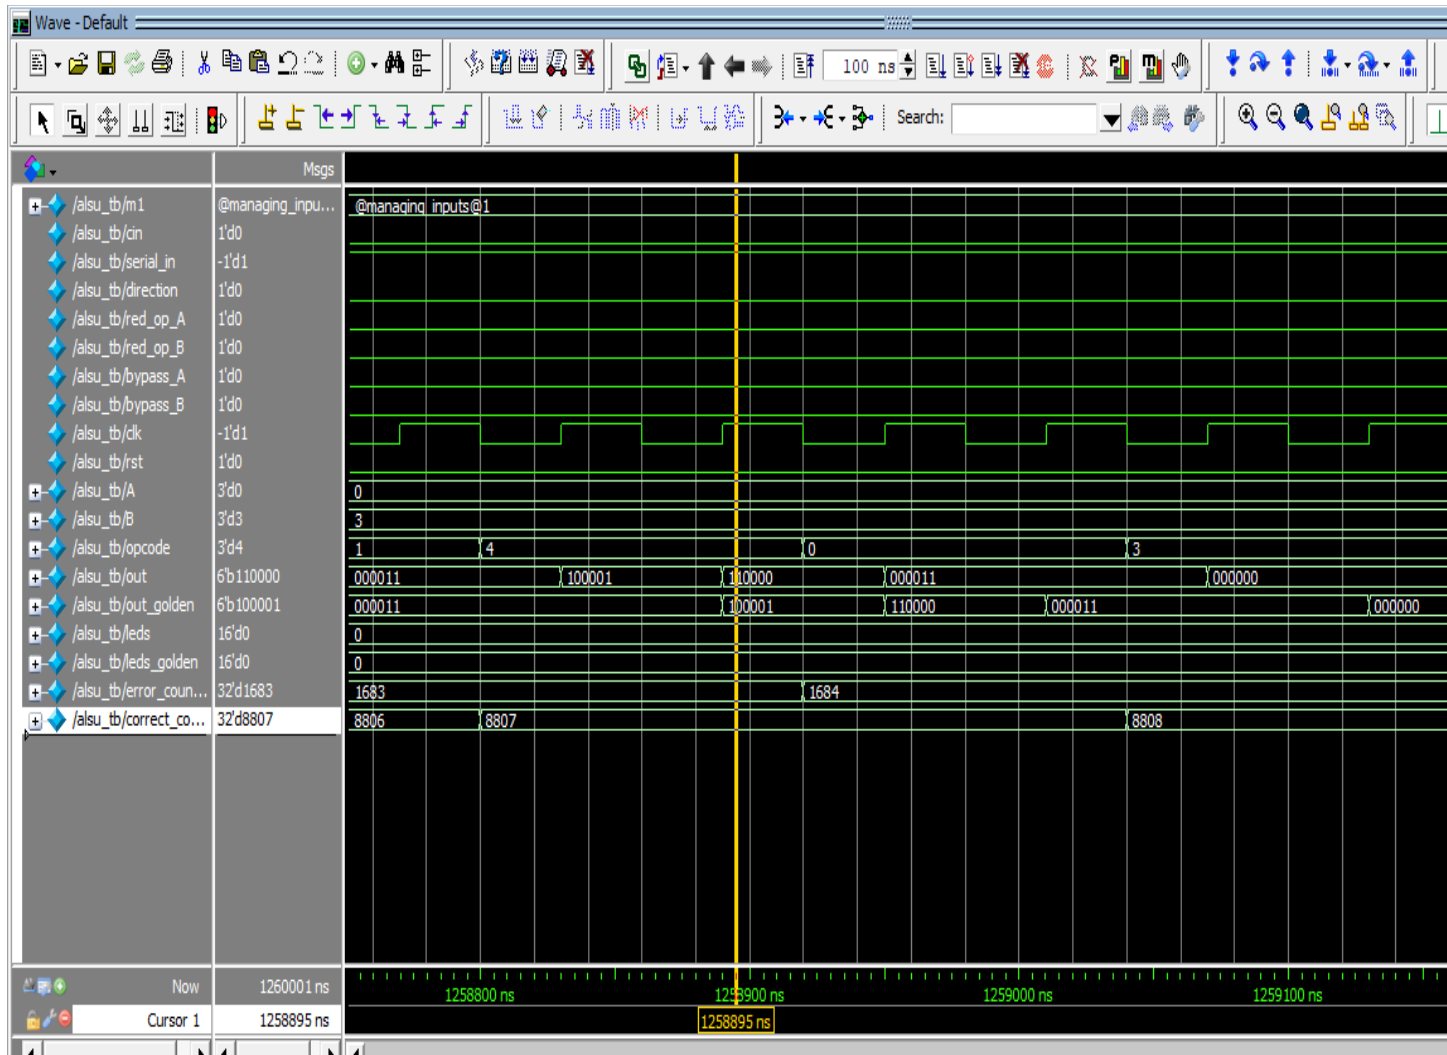 Wave - Default
100 ns
Search:
Msgs
/alsu_tb/m1 @managing_inpu... @managing_inputs@1
/alsu_tb/cin 1'd0
/alsu_tb/serial_in -1'd1
/alsu_tb/direction 1'd0
/alsu_tb/red_op_A 1'd0
/alsu_tb/red_op_B 1'd0
/alsu_tb/bypass_A 1'd0
/alsu_tb/bypass_B 1'd0
/alsu_tb/clk -1'd1
/alsu_tb/rst 1'd0
/alsu_tb/A 3'd0 0
/alsu_tb/B 3'd3 3
/alsu_tb/opcode 3'd4 1 4 0 3
/alsu_tb/out 6'b110000 000011 100001 110000 000011 000000
/alsu_tb/out_golden 6'b100001 000011 100001 110000 000011 000000
/alsu_tb/leds 16'd0 0
/alsu_tb/leds_golden 16'd0 0
/alsu_tb/error_coun... 32'd1683 1683 1684
/alsu_tb/correct_co... 32'd8807 8806 8807 8808
Now 1260001 ns 1258800 ns 1258900 ns 1259000 ns 1259100 ns
Cursor 1 1258895 ns 1258895 ns